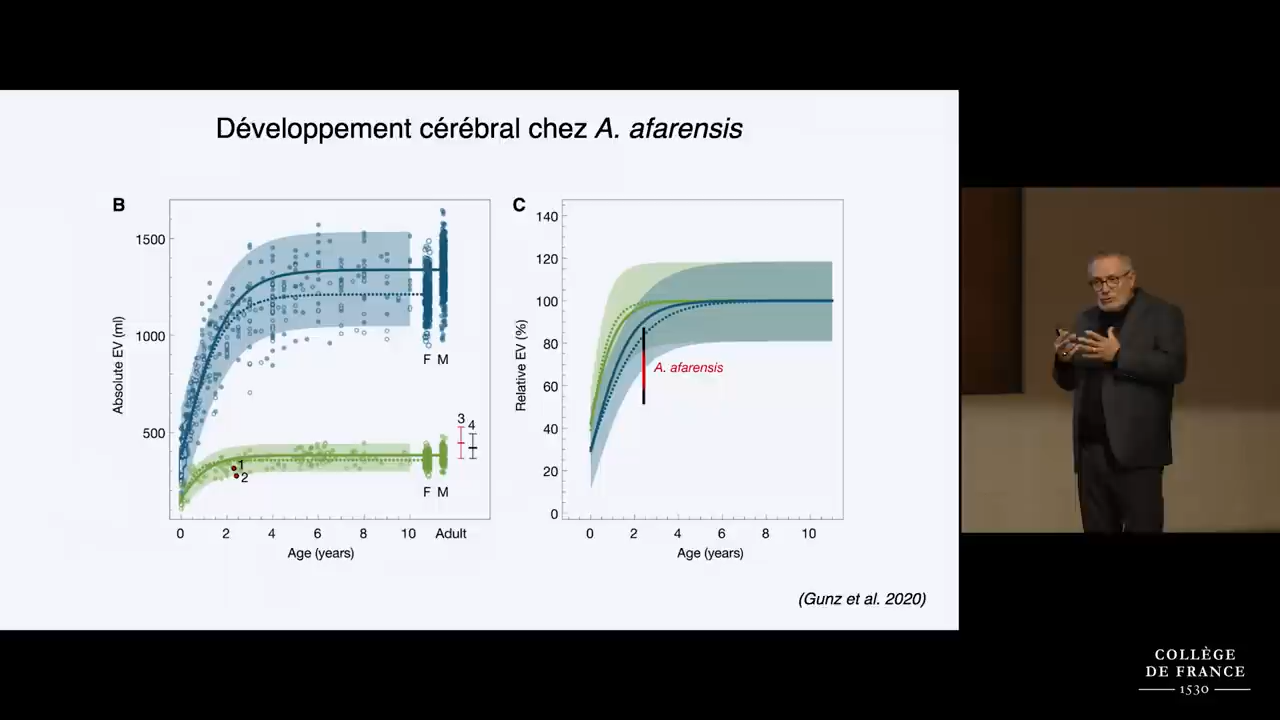 Développement cérébral chez A. afarensis
B
Absolute EV (ml)
1500
1000
500
0 2 4 6 8 10 Adult
Age (years)
F M
F M
1
2
3
4
C
Relative EV (%)
140
120
100
80
60
40
20
0
0 2 4 6 8 10
Age (years)
A. afarensis
(Gunz et al. 2020)
COLLÈGE
DE FRANCE
1530